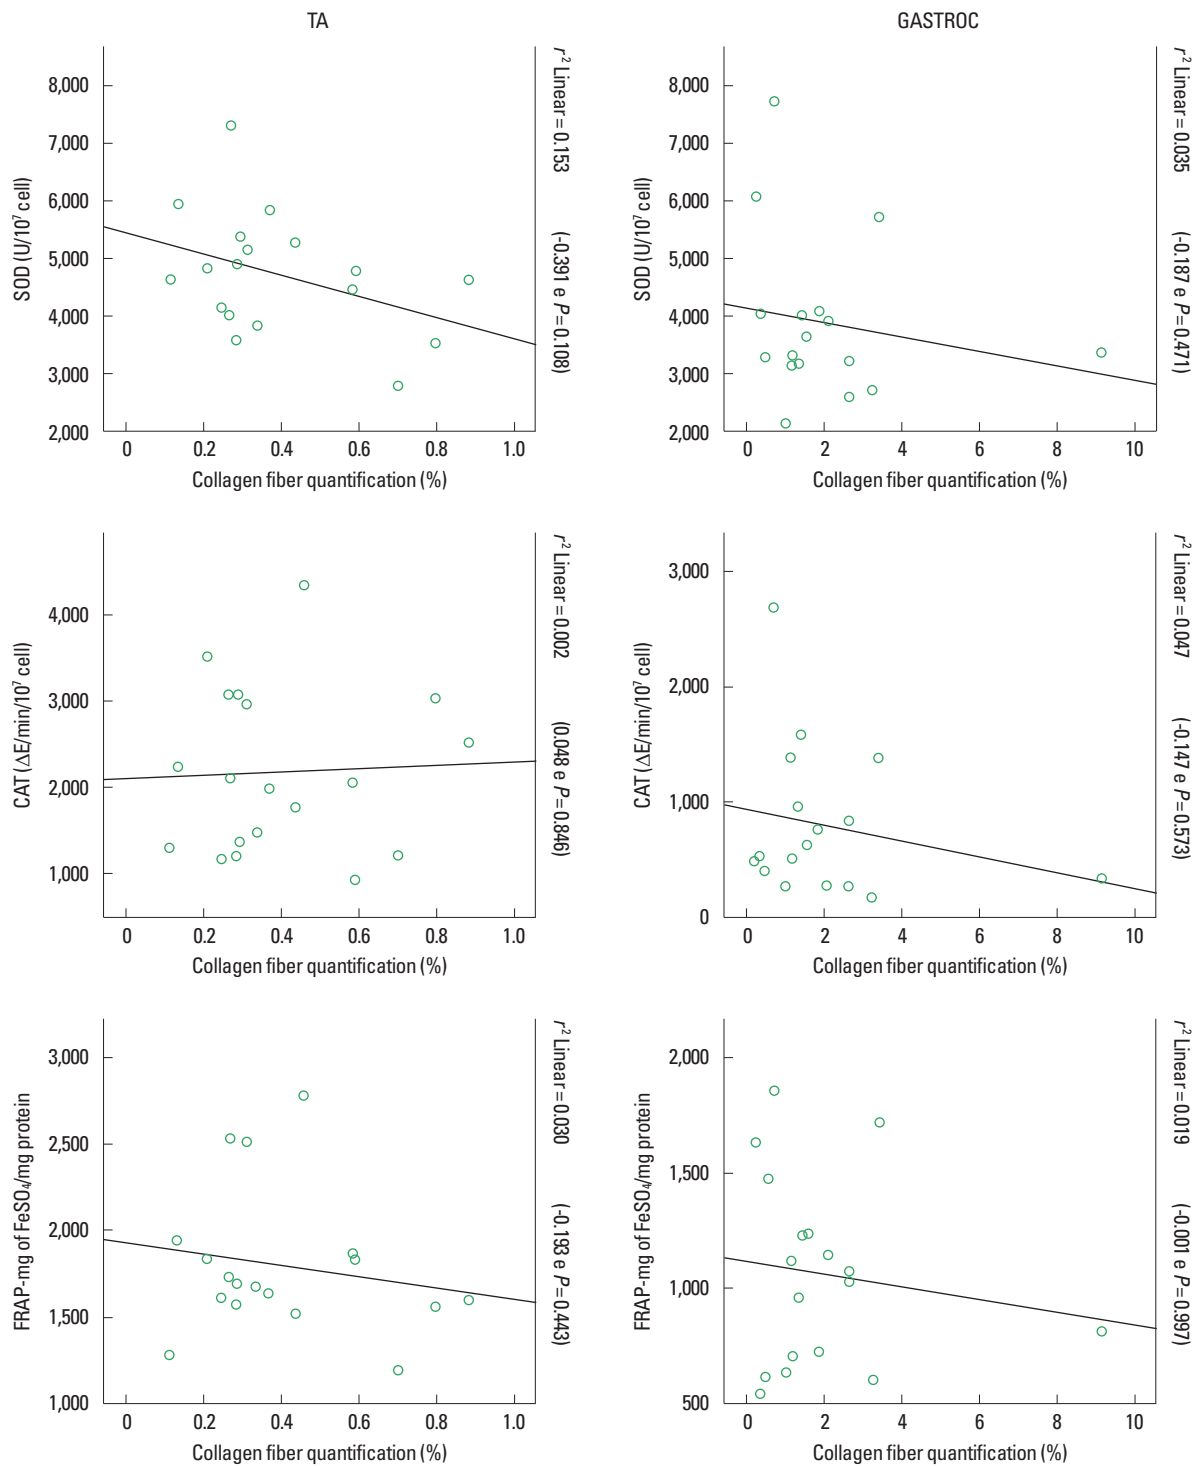 TA
GASTROC
SOD (U/10⁷ cell)
8,000
7,000
6,000
5,000
4,000
3,000
2,000
0 0.2 0.4 0.6 0.8 1.0
Collagen fiber quantification (%)
r² Linear = 0.153
(-0.391 e P = 0.108)
SOD (U/10⁷ cell)
8,000
7,000
6,000
5,000
4,000
3,000
2,000
0 2 4 6 8 10
Collagen fiber quantification (%)
r² Linear = 0.035
(-0.187 e P = 0.471)
CAT (ΔE/min/10⁷ cell)
4,000
3,000
2,000
1,000
0 0.2 0.4 0.6 0.8 1.0
Collagen fiber quantification (%)
r² Linear = 0.002
(0.048 e P = 0.846)
CAT (ΔE/min/10⁷ cell)
3,000
2,000
1,000
0
0 2 4 6 8 10
Collagen fiber quantification (%)
r² Linear = 0.047
(-0.147 e P = 0.573)
FRAP-mg of FeSO₄/mg protein
3,000
2,500
2,000
1,500
1,000
0 0.2 0.4 0.6 0.8 1.0
Collagen fiber quantification (%)
r² Linear = 0.030
(-0.193 e P = 0.443)
FRAP-mg of FeSO₄/mg protein
2,000
1,500
1,000
500
0 2 4 6 8 10
Collagen fiber quantification (%)
r² Linear = 0.019
(-0.001 e P = 0.997)